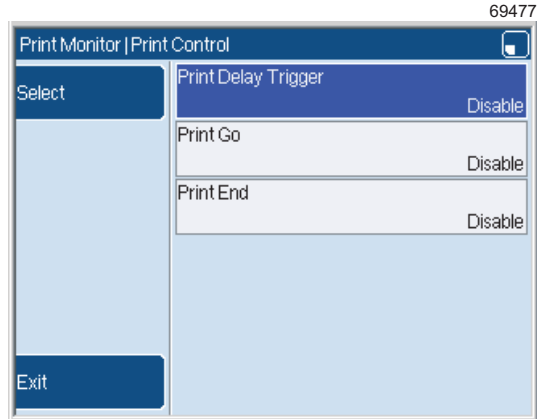 69477
Print Monitor | Print Control
Select
Print Delay Trigger
Disable
Print Go
Disable
Print End
Disable
Exit